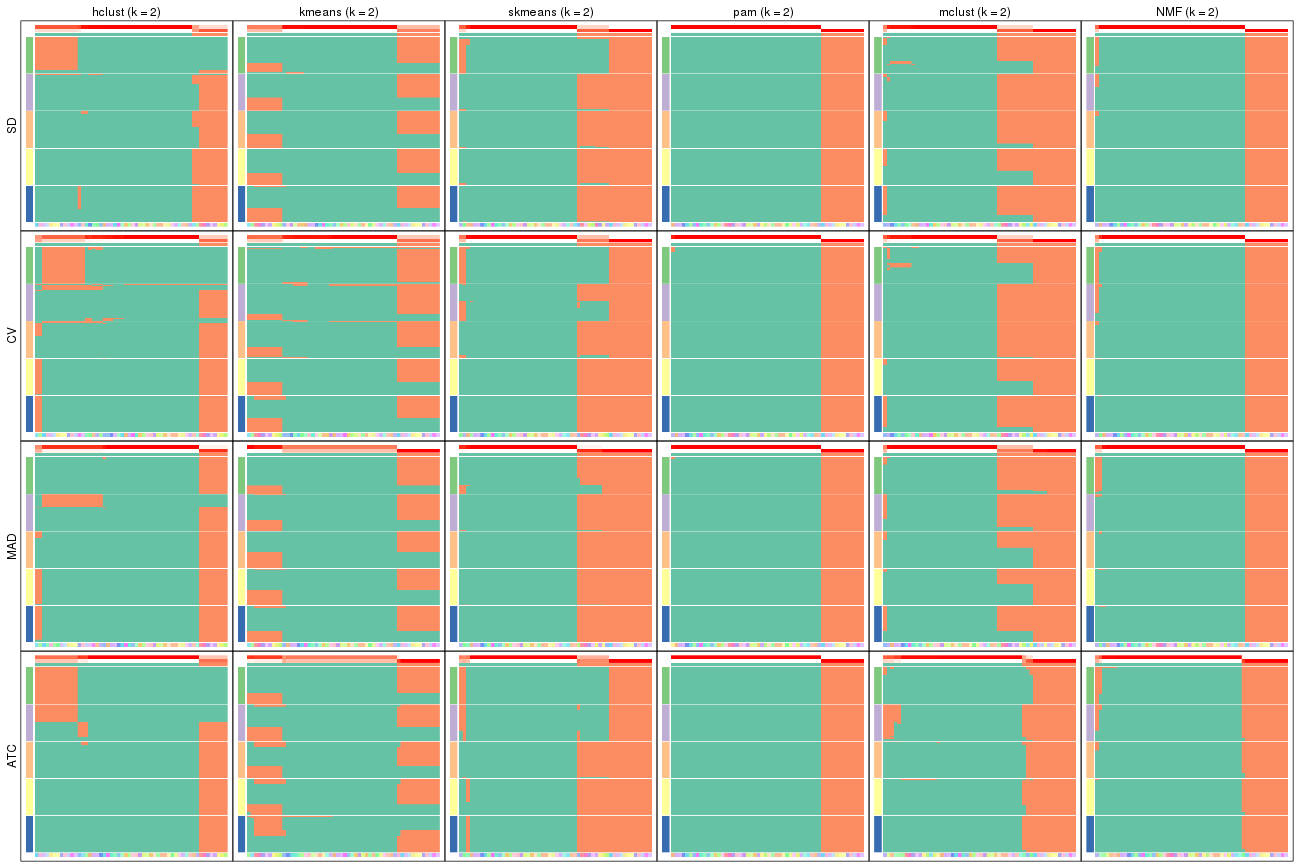 hclust (k = 2) kmeans (k = 2) skmeans (k = 2) pam (k = 2) mclust (k = 2) NMF (k = 2)
SD
CV
MAD
ATC